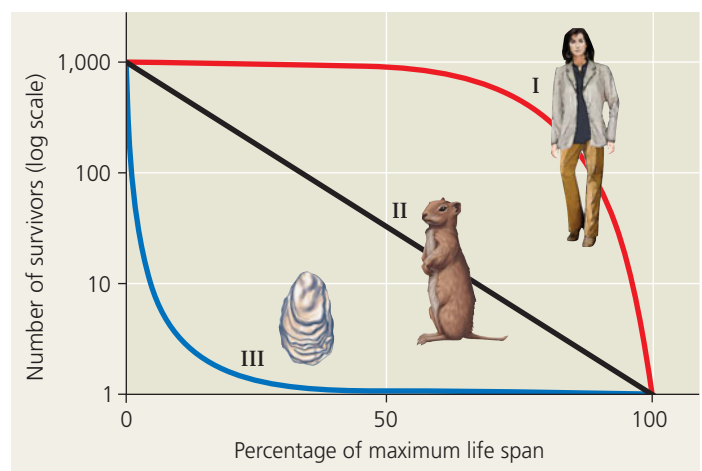 Number of survivors (log scale)
1,000
100
10
1
I
II
III
0
50
100
Percentage of maximum life span